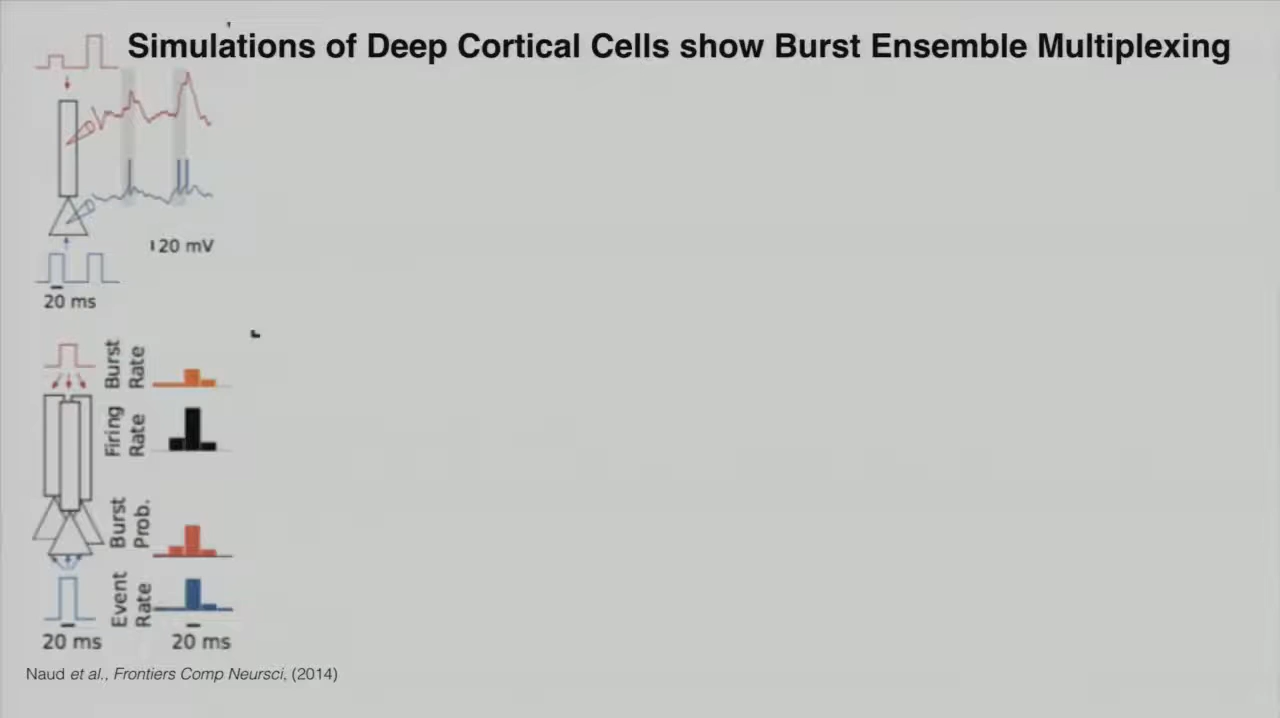 Simulations of Deep Cortical Cells show Burst Ensemble Multiplexing
20 mV
20 ms
Burst
Rate
Firing
Rate
Burst
Prob.
Event
Rate
20 ms
20 ms
Naud et al., Frontiers Comp Neursci, (2014)